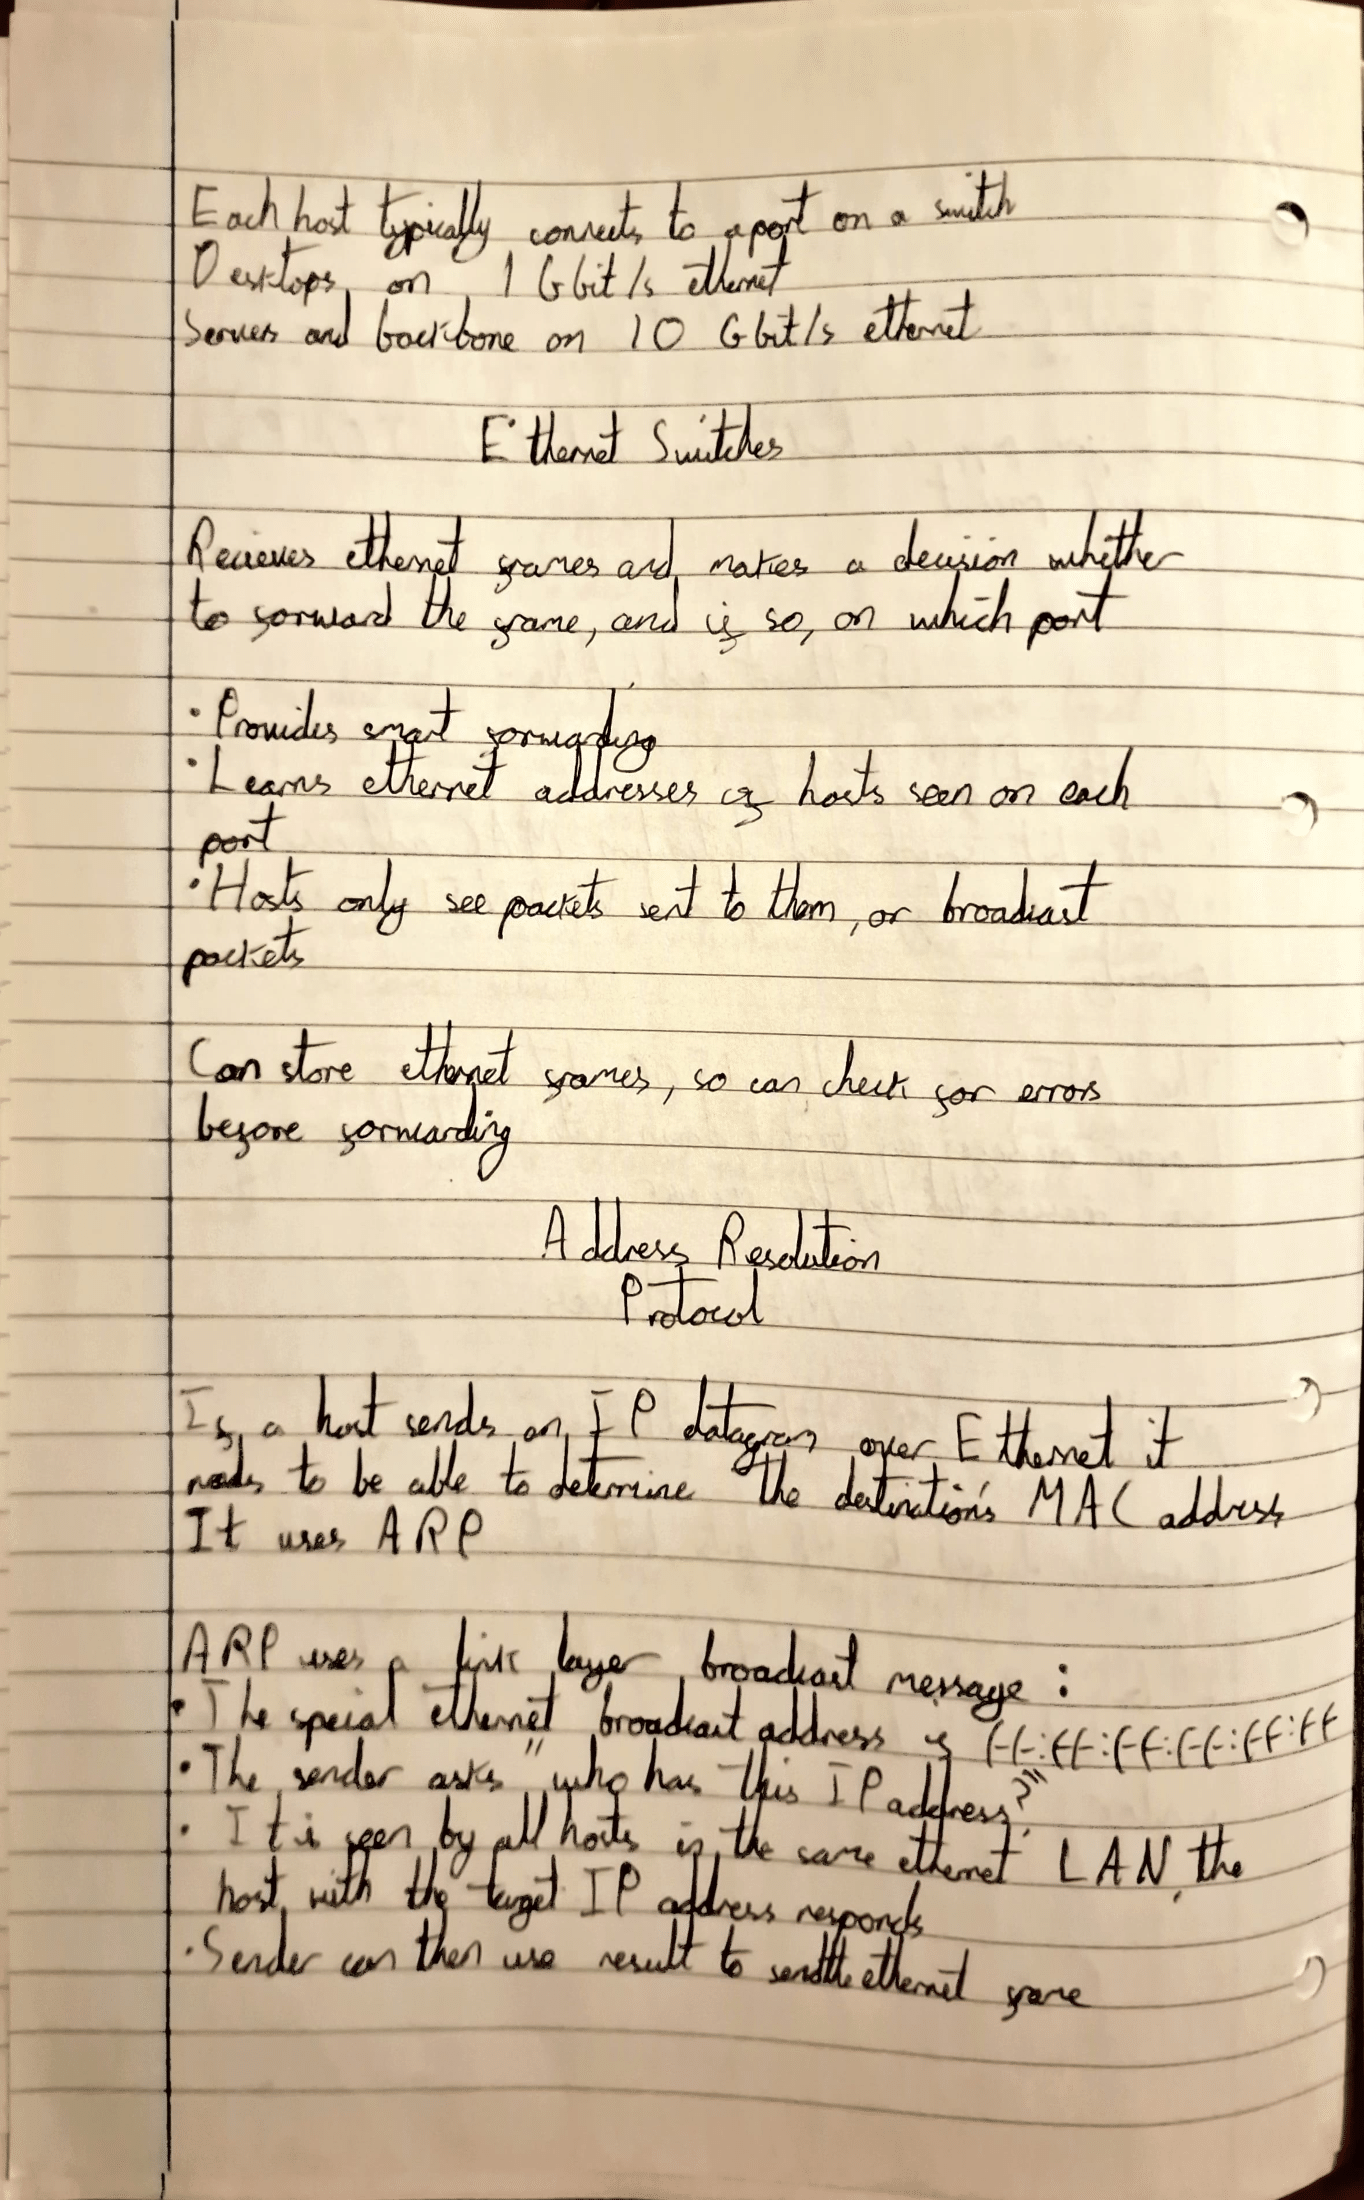 Each host typically connects to a port on a switch
Desktops on 1 Gbit/s ethernet
Servers and backbone on 10 Gbit/s ethernet
Ethernet Switches
Recieves ethernet frames and makes a decision whether
to forward the frame, and if so, on which port
• Provides smart forwarding
• Learns ethernet addresses of hosts seen on each
port
• Hosts only see packets sent to them, or broadcast
packets
Can store ethernet frames, so can check for errors
before forwarding
Address Resolution
Protocol
If a host sends an IP datagram over Ethernet it
needs to be able to determine the destination's MAC address
It uses ARP
ARP uses a link layer broadcast message :
• The special ethernet broadcast address is ff:ff:ff:ff:ff:ff
• The sender asks "who has this IP address?"
• It is seen by all hosts in the same ethernet LAN, the
host with the target IP address responds
• Sender can then use result to send the ethernet frame